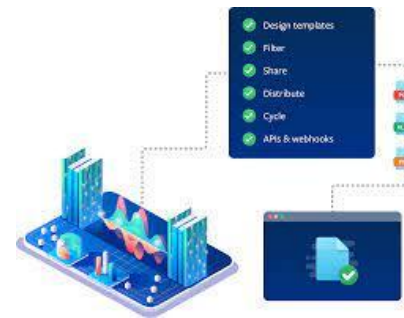 Design templates
Filter
Share
Distribute
Cycle
APIs & webhooks